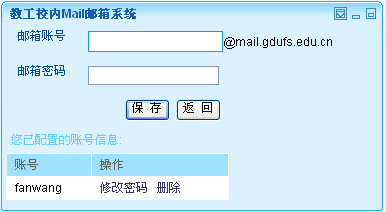 教工校内Mail邮箱系统
邮箱账号 @mail.gdufs.edu.cn
邮箱密码
保 存 返 回
您已配置的账号信息:
账号 操作
fanwang 修改密码 删除